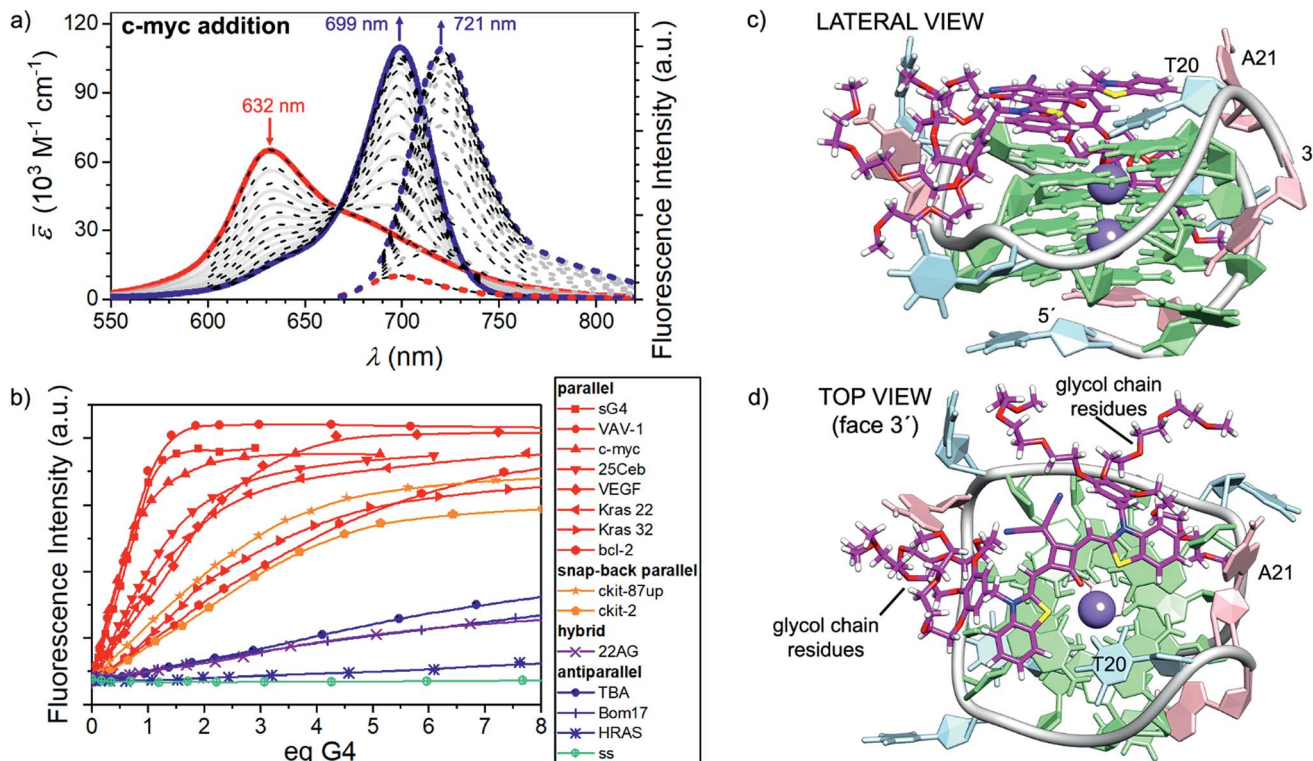 a)
c-myc addition
699 nm
721 nm
632 nm
120
90
60
30
0
ε̄ (10³ M⁻¹ cm⁻¹)
Fluorescence Intensity (a.u.)
550 600 650 700 750 800
λ (nm)
b)
Fluorescence Intensity (a.u.)
0 1 2 3 4 5 6 7 8
eq G4
parallel
sG4
VAV-1
c-myc
25Ceb
VEGF
Kras 22
Kras 32
bcl-2
snap-back parallel
ckit-87up
ckit-2
hybrid
22AG
antiparallel
TBA
Bom17
HRAS
ss
c)
LATERAL VIEW
T20
A21
3
5´
d)
TOP VIEW
(face 3´)
glycol chain
residues
A21
glycol chain
residues
T20